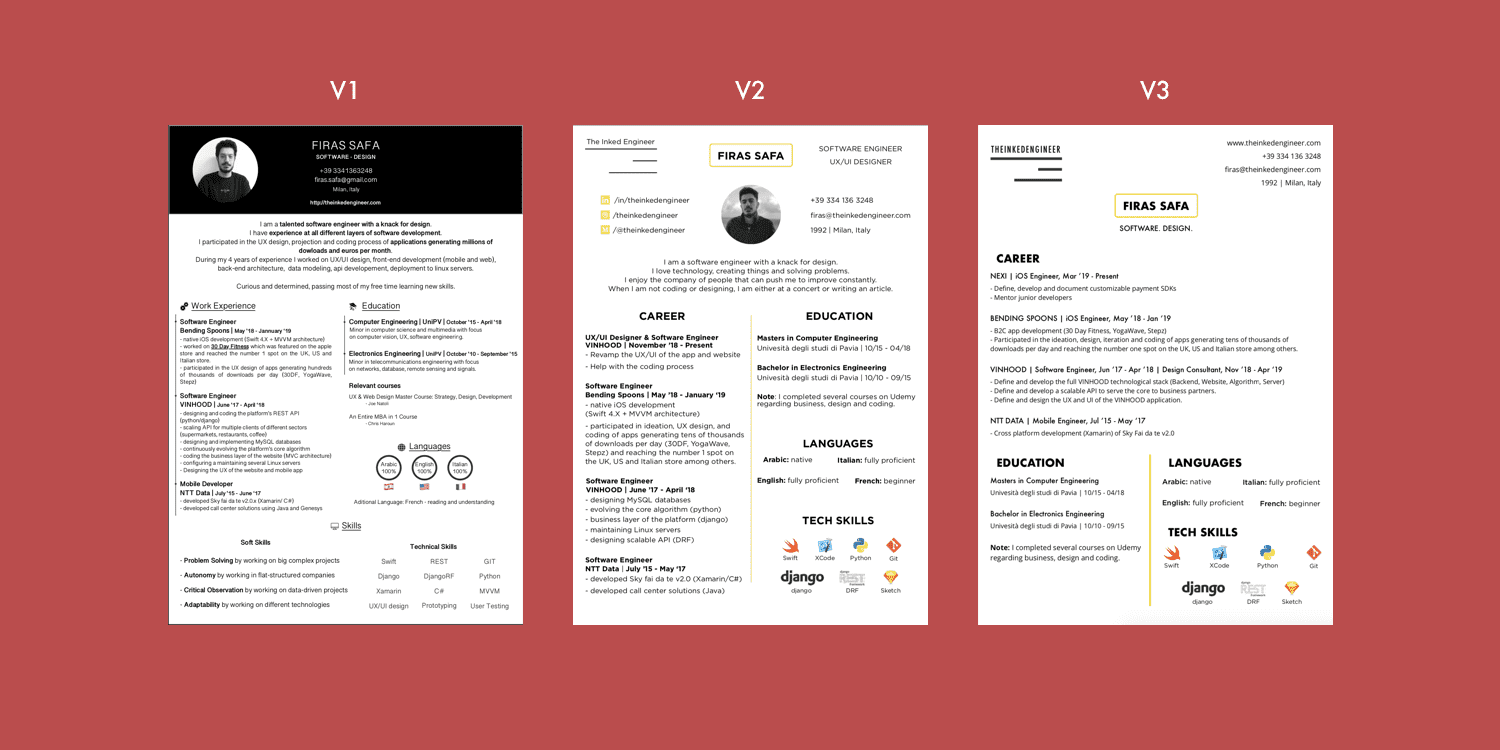 V1
FIRAS SAFA
SOFTWARE - DESIGN
+39 3341363248
firas.safa@gmail.com
Milan, Italy
http://theinkedengineer.com
I am a talented software engineer with a knack for design.
I have experience at all different layers of software development.
I participated in the UX design, projection and coding process of applications generating millions of
dowloads and euros per month.
During my 4 years of experience I worked on UX/UI design, front-end development (mobile and web),
back-end architecture, data modeling, api developement, deployment to linux servers.
Curious and determined, passing most of my free time learning new skills.
Work Experience
Software Engineer
Bending Spoons | May '18 - Jannuary '19
- native iOS development (Swift 4.X + MVVM architecture)
- worked on 30 Day Fitness which was featured on the apple
store and reached the number 1 spot on the UK, US and
Italian store.
- participated in the UX design of apps generating hundreds
of thousands of downloads per day (30DF, YogaWave,
Stepz)
Software Engineer
VINHOOD | June '17 - April '18
- designing and coding the platform's REST API
(python/django)
- scaling API for multiple clients of different sectors
(supermarkets, restaurants, coffee)
- designing and implementing MySQL databases
- continuously evolving the platform's core algorithm
- coding the business layer of the website (MVC architecture)
- configuring a maintaining several Linux servers
- Designing the UX of the website and mobile app
Mobile Developer
NTT Data | July '15 - June '17
- developed Sky fai da te v2.0.x (Xamarin/ C#)
- developed call center solutions using Java and Genesys
Education
Computer Engineering | UniPV | October '15 - April '18
Minor in computer science and multimedia with focus
on computer vision, UX, software engineering.
Electronics Engineering | UniPV | October '10 - September '15
Minor in telecommunications engineering with focus
on networks, database, remote sensing and signals.
Relevant courses
UX & Web Design Master Course: Strategy, Design, Development
- Joe Natoli
An Entire MBA in 1 Course
- Chris Haroun
Languages
Arabic
100%
English
100%
Italian
100%
Aditional Language: French - reading and understanding
Skills
Soft Skills
- Problem Solving by working on big complex projects
- Autonomy by working in flat-structured companies
- Critical Observation by working on data-driven projects
- Adaptability by working on different technologies
Technical Skills
Swift REST GIT
Django DjangoRF Python
Xamarin C# MVVM
UX/UI design Prototyping User Testing
V2
The Inked Engineer
FIRAS SAFA
SOFTWARE ENGINEER
UX/UI DESIGNER
in /in/theinkedengineer
/theinkedengineer
/@theinkedengineer
+39 334 136 3248
firas@theinkedengineer.com
1992 | Milan, Italy
I am a software engineer with a knack for design.
I love technology, creating things and solving problems.
I enjoy the company of people that can push me to improve constantly.
When I am not coding or designing, I am either at a concert or writing an article.
CAREER
UX/UI Designer & Software Engineer
VINHOOD | November '18 - Present
- Revamp the UX/UI of the app and website
- Help with the coding process
Software Engineer
Bending Spoons | May '18 - January '19
- native iOS development
(Swift 4.X + MVVM architecture)
- participated in ideation, UX design, and
coding of apps generating tens of thousands
of downloads per day (30DF, YogaWave,
Stepz) and reaching the number 1 spot on
the UK, US and Italian store among others.
Software Engineer
VINHOOD | June '17 - April '18
- designing MySQL databases
- evolving the core algorithm (python)
- business layer of the platform (django)
- maintaining Linux servers
- designing scalable API (DRF)
Software Engineer
NTT Data | July '15 - May '17
- developed Sky fai da te v2.0 (Xamarin/C#)
- developed call center solutions (Java)
EDUCATION
Masters in Computer Engineering
Univesità degli studi di Pavia | 10/15 - 04/18
Bachelor in Electronics Engineering
Univesità degli studi di Pavia | 10/10 - 09/15
Note: I completed several courses on Udemy
regarding business, design and coding.
LANGUAGES
Arabic: native Italian: fully proficient
English: fully proficient French: beginner
TECH SKILLS
Swift XCode Python Git
django django REST framework
django DRF Sketch
V3
THEINKEDENGINEER
www.theinkedengineer.com
+39 334 136 3248
firas@theinkedengineer.com
1992 | Milan, Italy
FIRAS SAFA
SOFTWARE. DESIGN.
CAREER
NEXI | iOS Engineer, Mar '19 - Present
- Define, develop and document customizable payment SDKs
- Mentor junior developers
BENDING SPOONS | iOS Engineer, May '18 - Jan '19
- B2C app development (30 Day Fitness, YogaWave, Stepz)
- Participated in the ideation, design, iteration and coding of apps generating tens of thousands of
downloads per day and reaching the number one spot on the UK, US and Italian store among others.
VINHOOD | Software Engineer, Jun '17 - Apr '18 | Design Consultant, Nov '18 - Apr '19
- Define and develop the full VINHOOD technological stack (Backend, Website, Algorithm, Server)
- Define and develop a scalable API to serve the core to business partners.
- Define and design the UX and UI of the VINHOOD application.
NTT DATA | Mobile Engineer, Jul '15 - May '17
- Cross platform development (Xamarin) of Sky Fai da te v2.0
EDUCATION
Masters in Computer Engineering
Univesità degli studi di Pavia | 10/15 - 04/18
Bachelor in Electronics Engineering
Univesità degli studi di Pavia | 10/10 - 09/15
Note: I completed several courses on Udemy
regarding business, design and coding.
LANGUAGES
Arabic: native Italian: fully proficient
English: fully proficient French: beginner
TECH SKILLS
Swift XCode Python Git
django django REST framework
django DRF Sketch